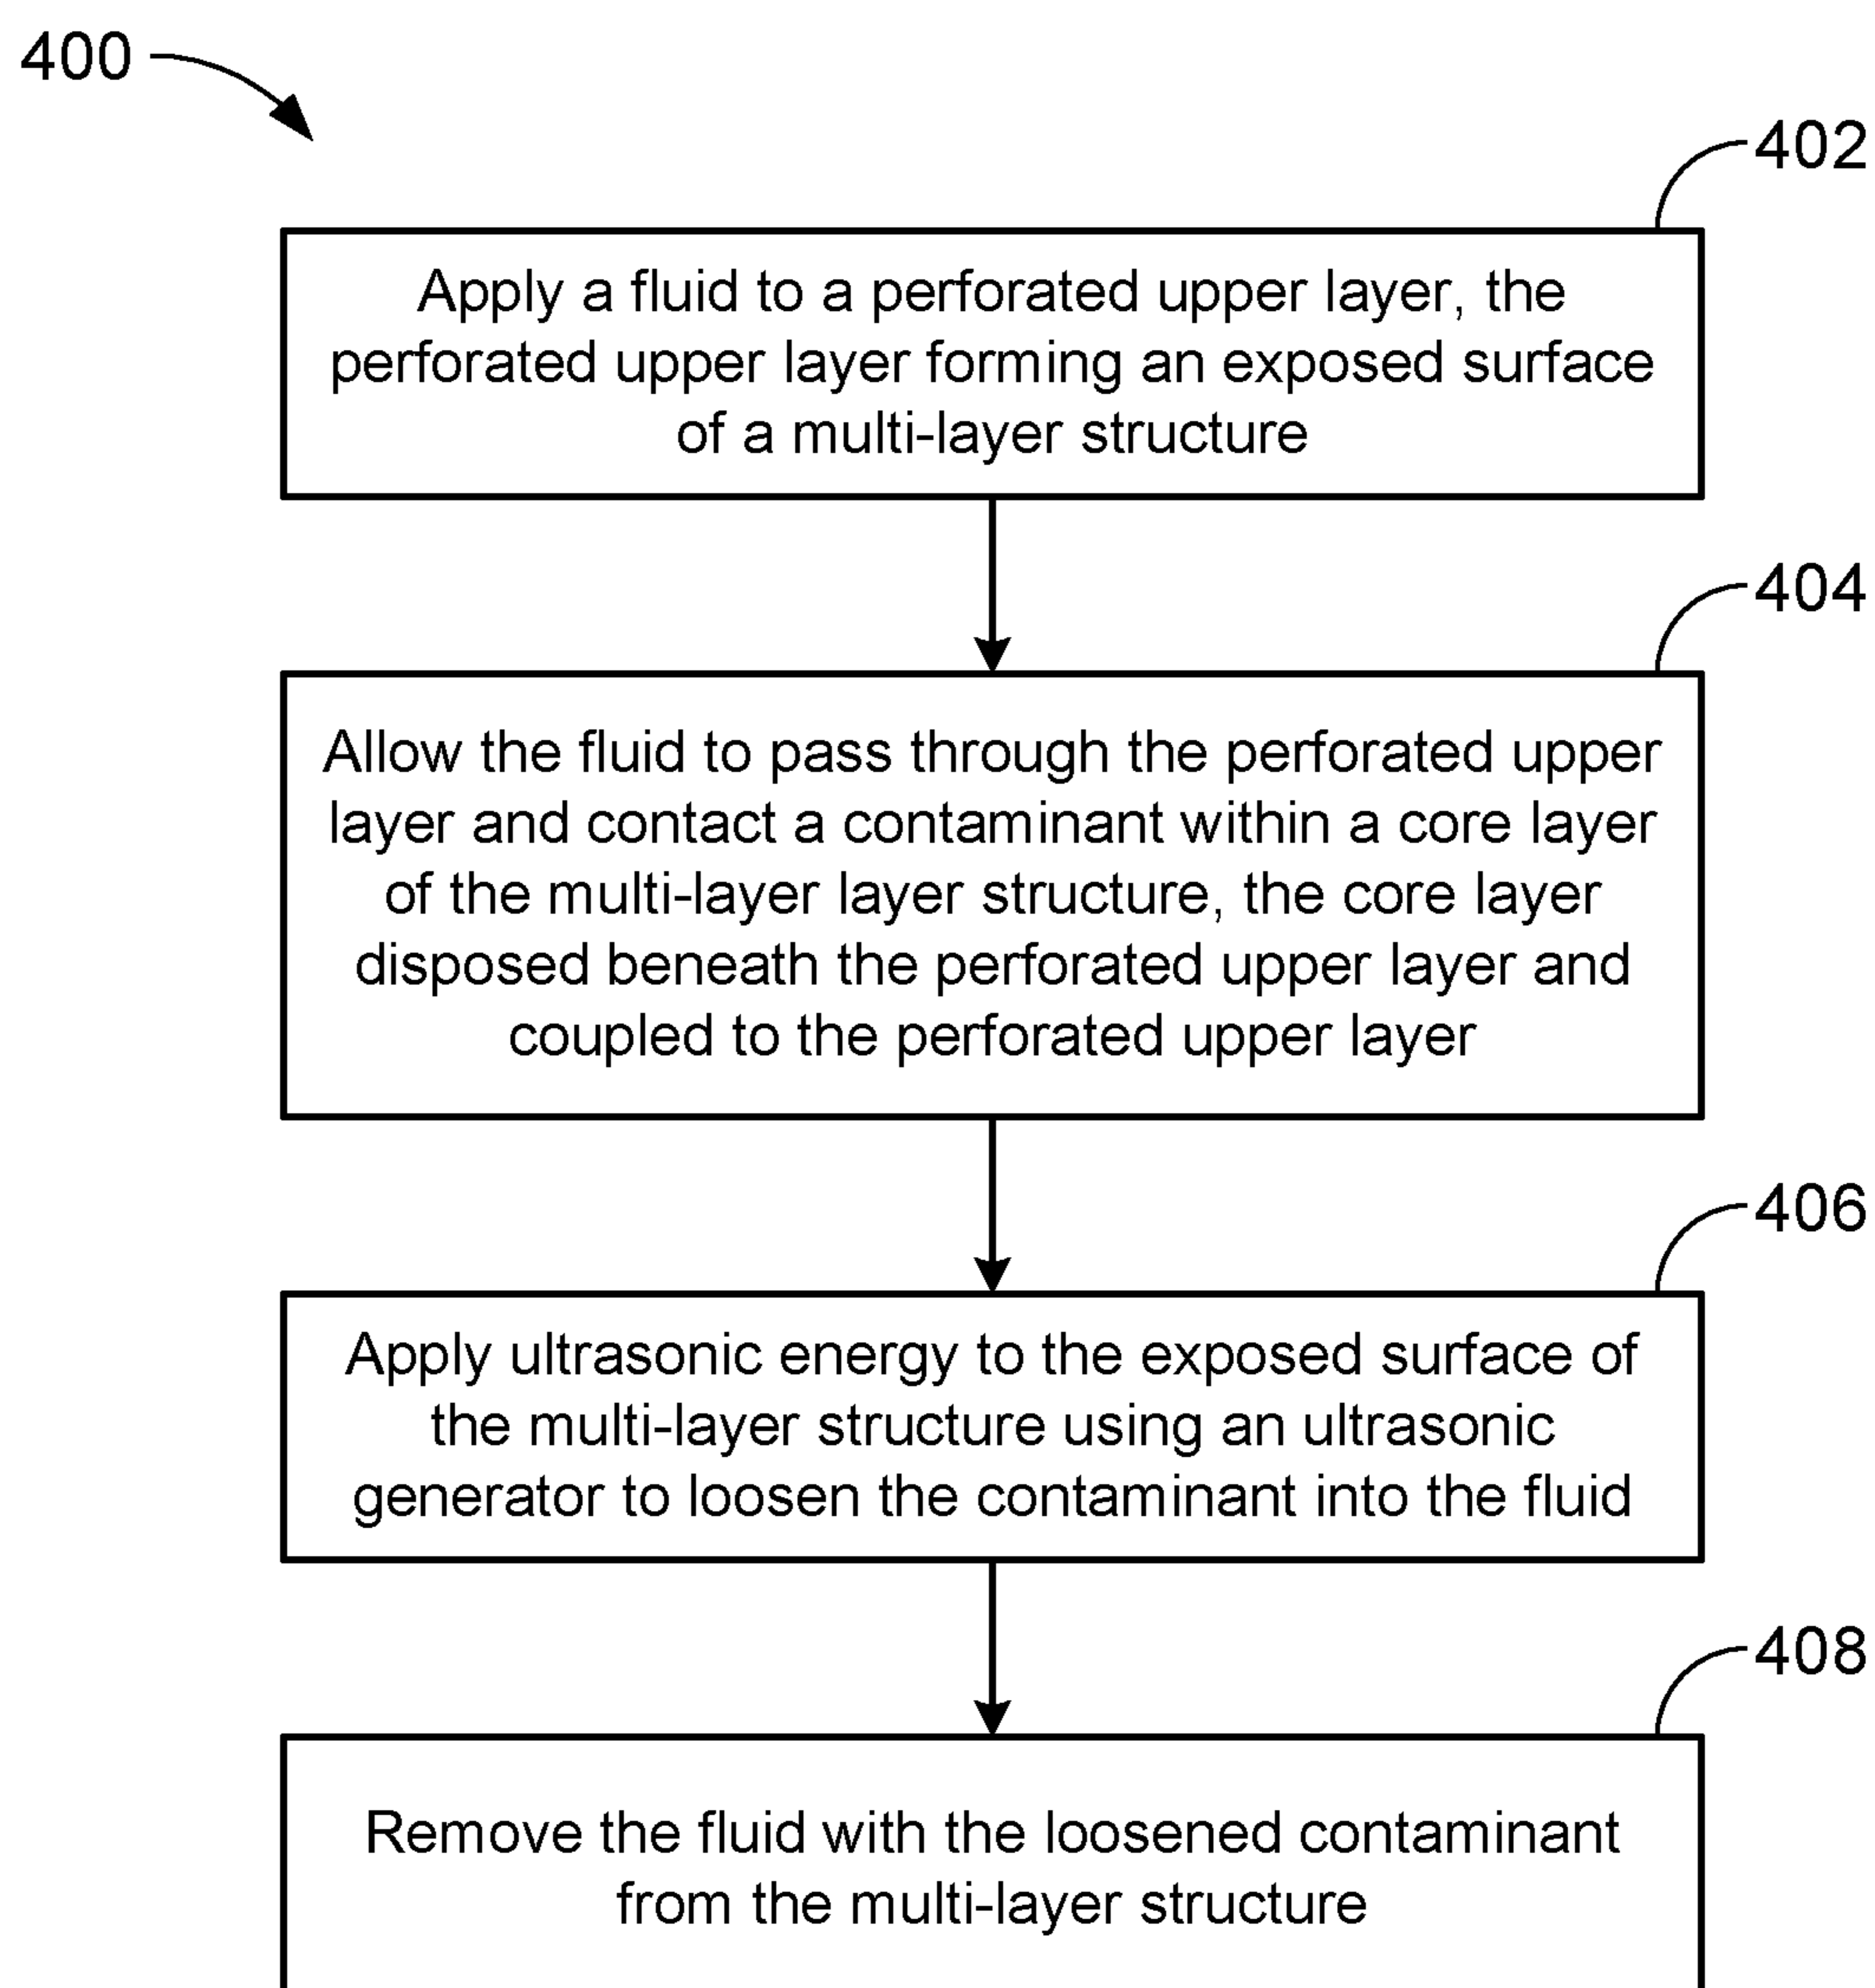 400
402
Apply a fluid to a perforated upper layer, the
perforated upper layer forming an exposed surface
of a multi-layer structure
404
Allow the fluid to pass through the perforated upper
layer and contact a contaminant within a core layer
of the multi-layer layer structure, the core layer
disposed beneath the perforated upper layer and
coupled to the perforated upper layer
406
Apply ultrasonic energy to the exposed surface of
the multi-layer structure using an ultrasonic
generator to loosen the contaminant into the fluid
408
Remove the fluid with the loosened contaminant
from the multi-layer structure